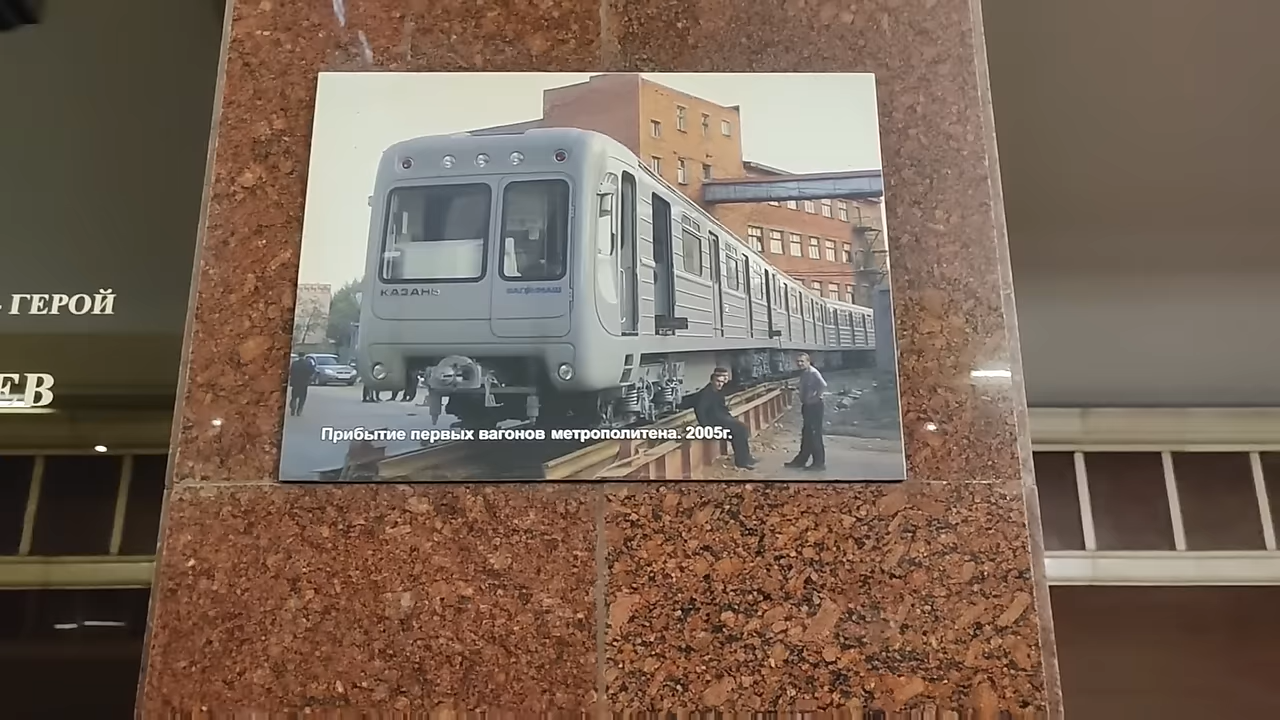 ГЕРОЙ
ЕВ
КАЗАНЬ
ВАГОНМАШ
Прибытие первых вагонов метрополитена. 2005г.